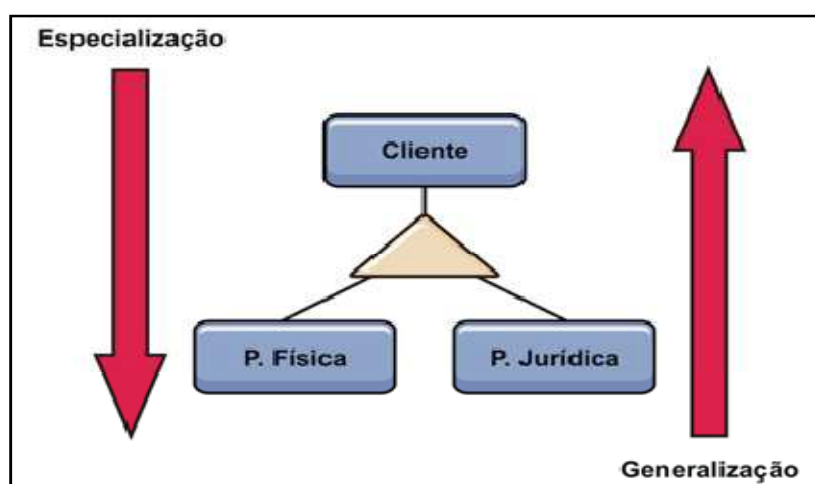 Especialização
Cliente
P. Física
P. Jurídica
Generalização